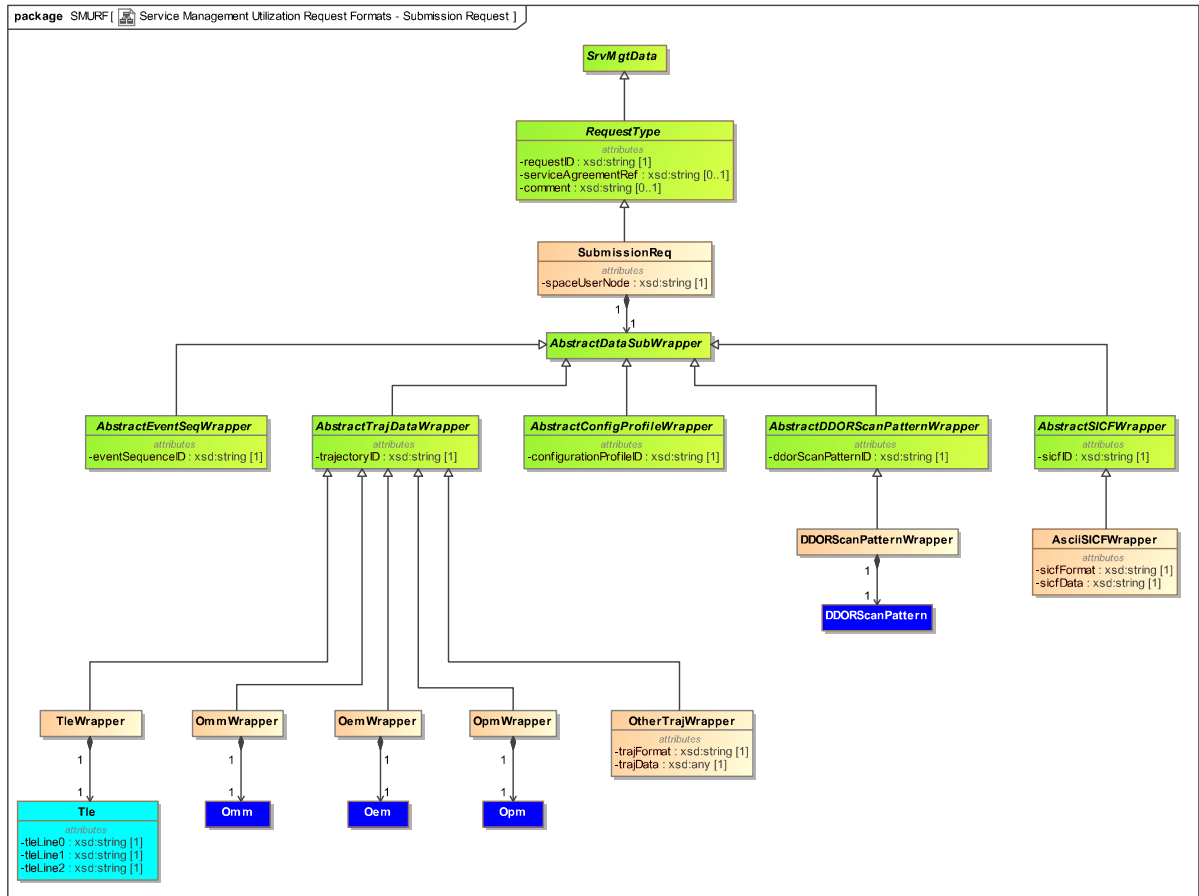 package SMURF [ Service Management Utilization Request Formats - Submission Request ]
SrvMgtData
RequestType
attributes
-requestID : xsd:string [1]
-serviceAgreementRef : xsd:string [0..1]
-comment : xsd:string [0..1]
SubmissionReq
attributes
-spaceUserNode : xsd:string [1]
1
1
AbstractDataSubWrapper
AbstractEventSeqWrapper
attributes
-eventSequenceID : xsd:string [1]
AbstractTrajDataWrapper
attributes
-trajectoryID : xsd:string [1]
AbstractConfigProfileWrapper
attributes
-configurationProfileID : xsd:string [1]
AbstractDDORScanPatternWrapper
attributes
-ddorScanPatternID : xsd:string [1]
AbstractSICFWrapper
attributes
-sicfID : xsd:string [1]
DDORScanPatternWrapper
1
1
DDORScanPattern
AsciiSICFWrapper
attributes
-sicfFormat : xsd:string [1]
-sicfData : xsd:string [1]
TleWrapper
1
1
Tle
attributes
-tleLine0 : xsd:string [1]
-tleLine1 : xsd:string [1]
-tleLine2 : xsd:string [1]
OmmWrapper
1
1
Omm
OemWrapper
1
1
Oem
OpmWrapper
1
1
Opm
OtherTrajWrapper
attributes
-trajFormat : xsd:string [1]
-trajData : xsd:any [1]